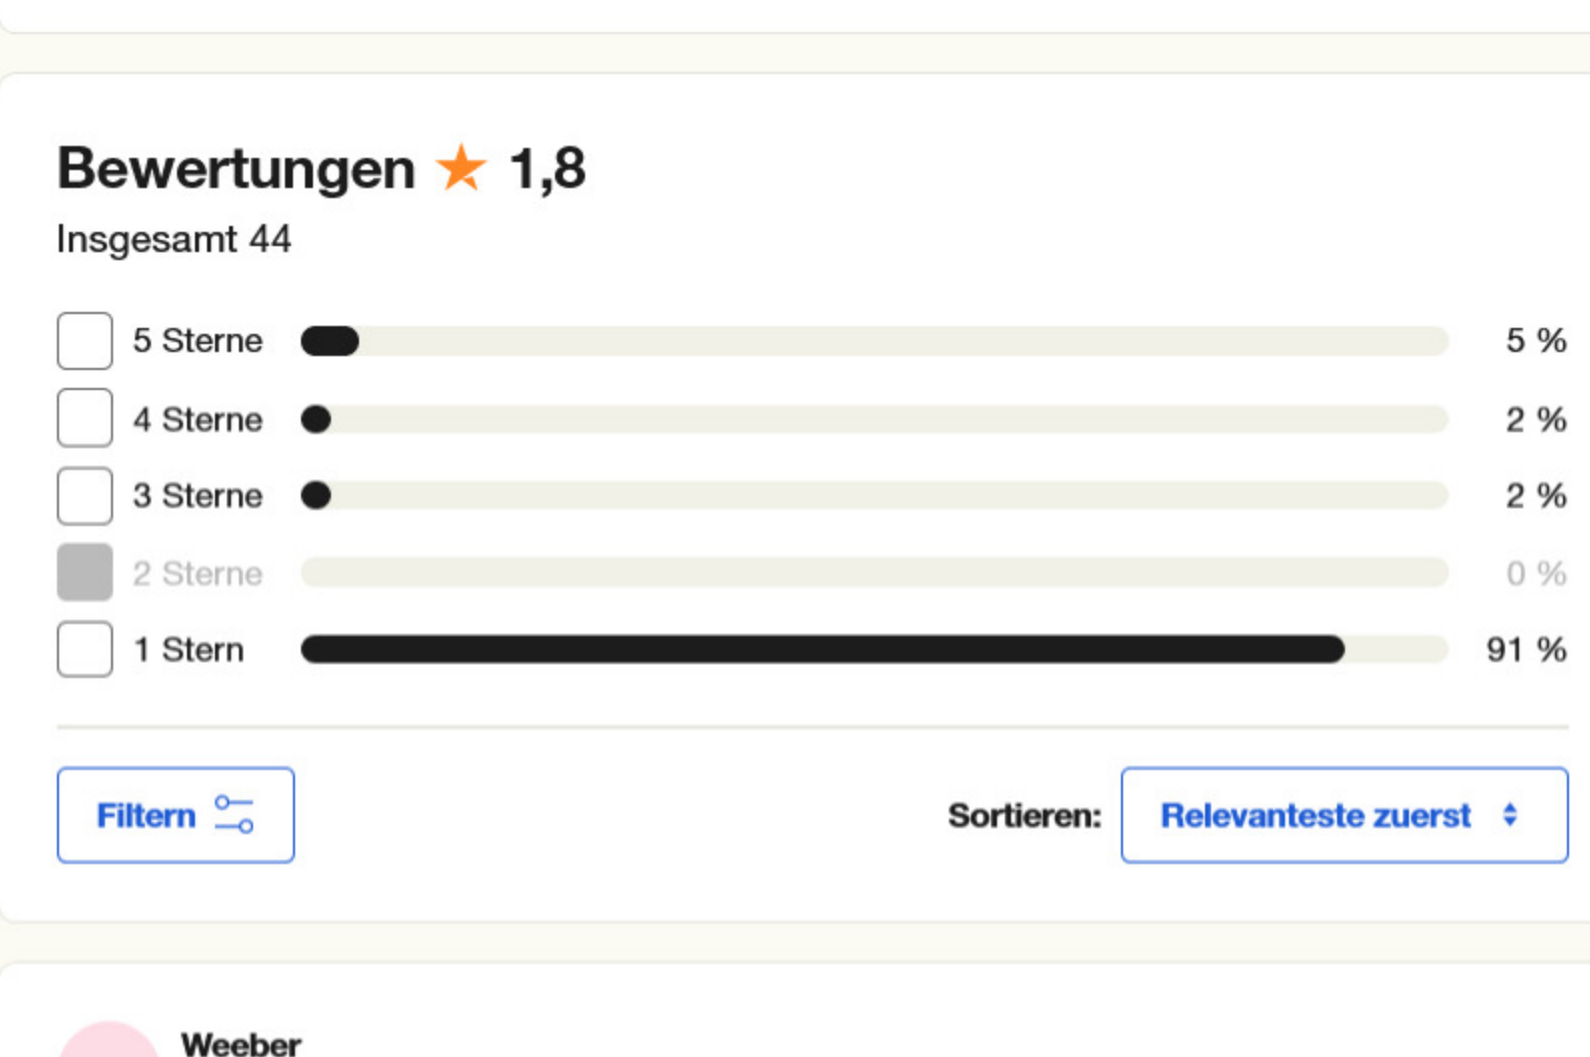 Bewertungen 1,8
Insgesamt 44
5 Sterne 5 %
4 Sterne 2 %
3 Sterne 2 %
2 Sterne 0 %
1 Stern 91 %
Filtern Sortieren: Relevanteste zuerst
Weeber